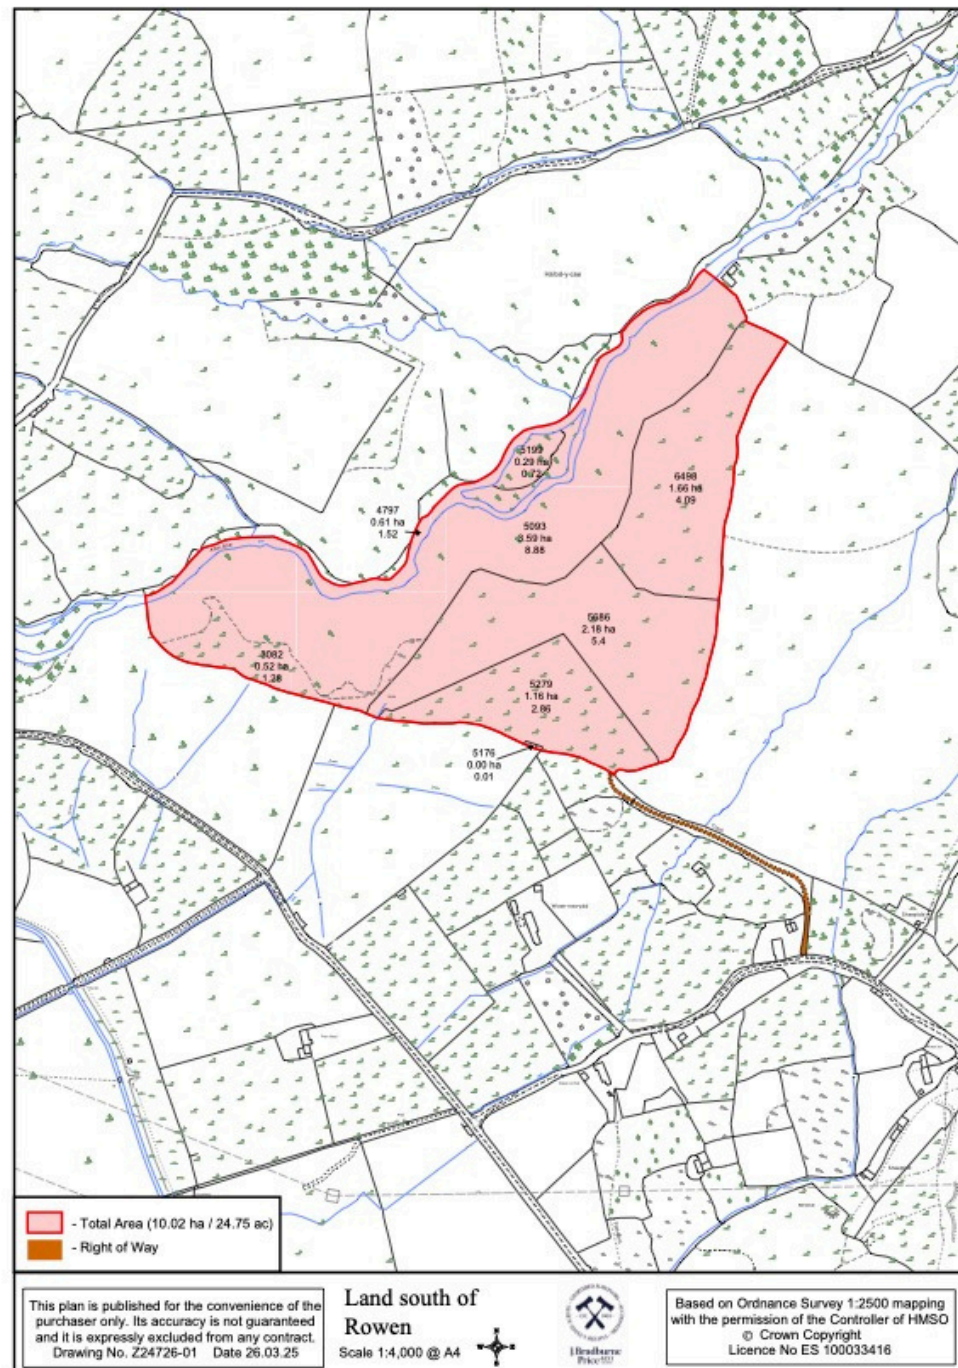 5199
0.29 ha
0.72
6498
1.66 ha
4.09
4797
0.61 ha
1.52
5093
3.59 ha
8.88
5686
2.18 ha
5.4
3082
0.52 ha
1.28
5279
1.16 ha
2.86
5176
0.00 ha
0.01
- Total Area (10.02 ha / 24.75 ac)
- Right of Way
This plan is published for the convenience of the
purchaser only. Its accuracy is not guaranteed
and it is expressly excluded from any contract.
Drawing No. Z24726-01 Date 26.03.25
Land south of
Rowen
Scale 1:4,000 @ A4
J Bradburne
Price
Based on Ordnance Survey 1:2500 mapping
with the permission of the Controller of HMSO
© Crown Copyright
Licence No ES 100033416